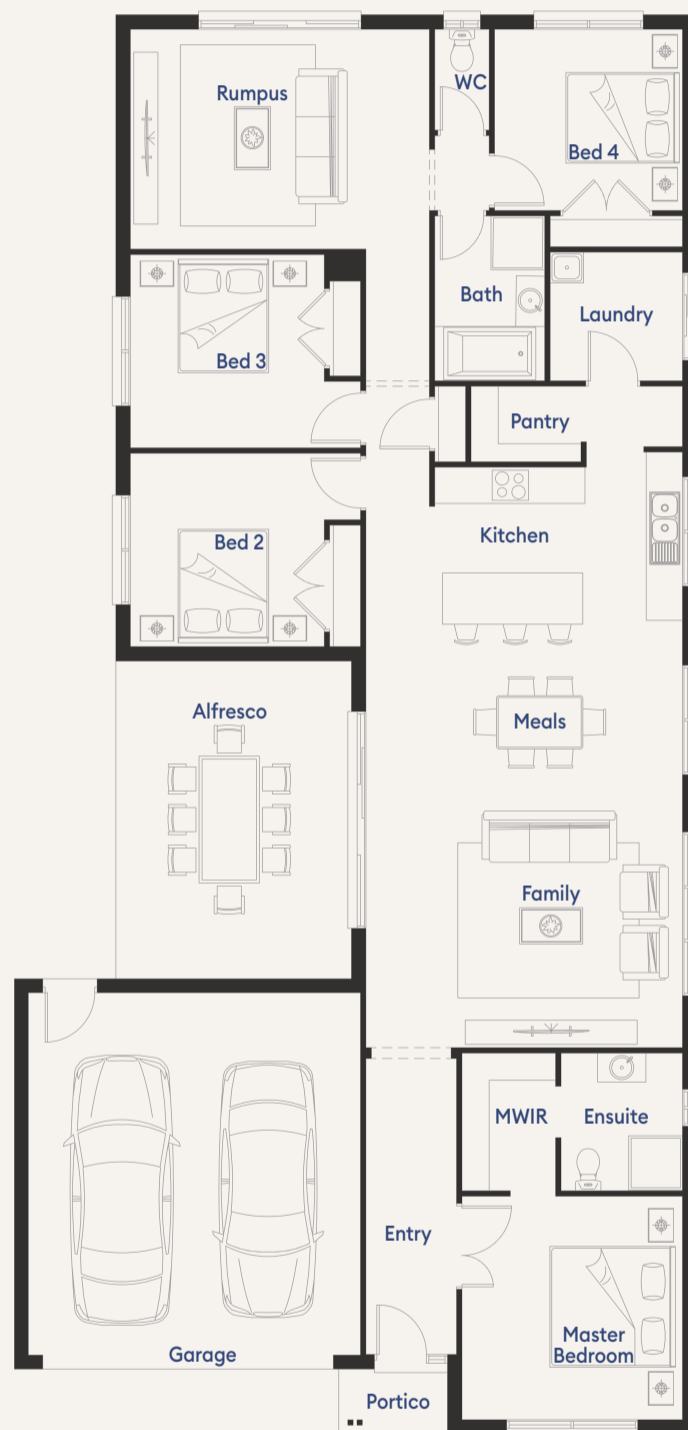 WC
Rumpus
Bed 4
Bath
Laundry
Bed 3
Pantry
Kitchen
Bed 2
Alfresco
Meals
Family
MWIR
Ensuite
Entry
Master
Bedroom
Garage
Portico